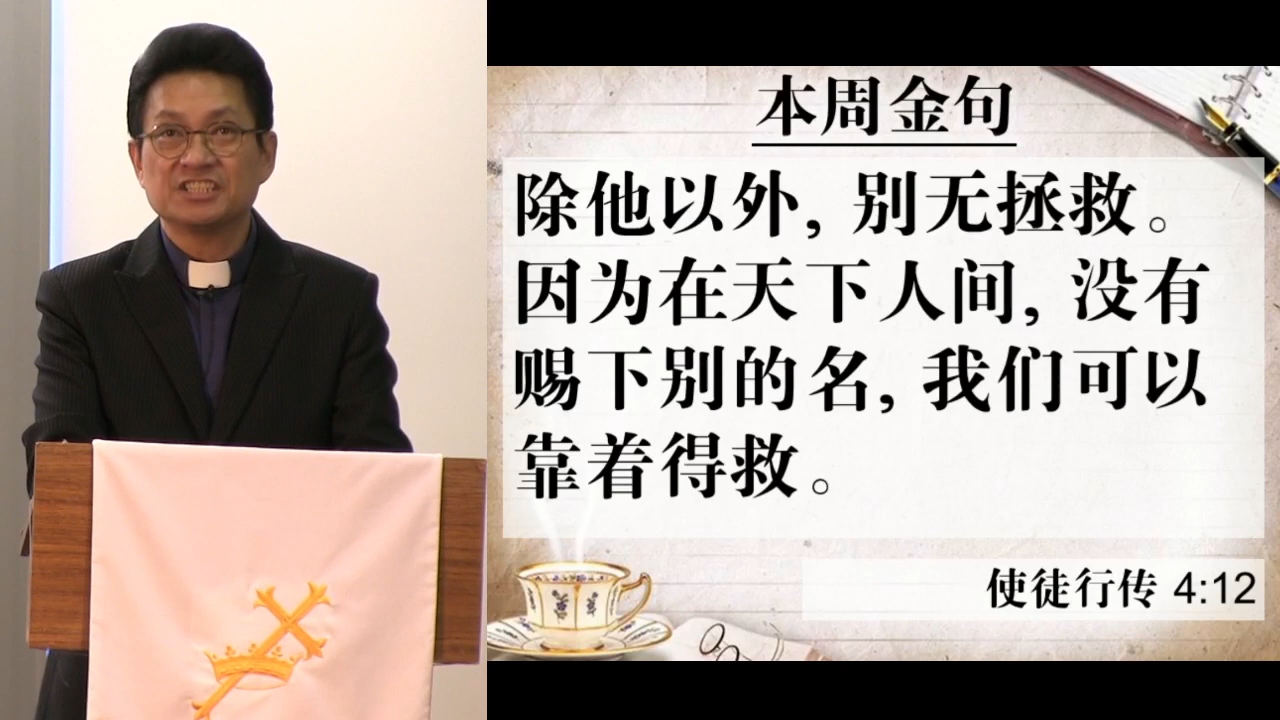 本周金句
除他以外, 别无拯救。
因为在天下人间, 没有
赐下别的名, 我们可以
靠着得救。
使徒行传 4:12